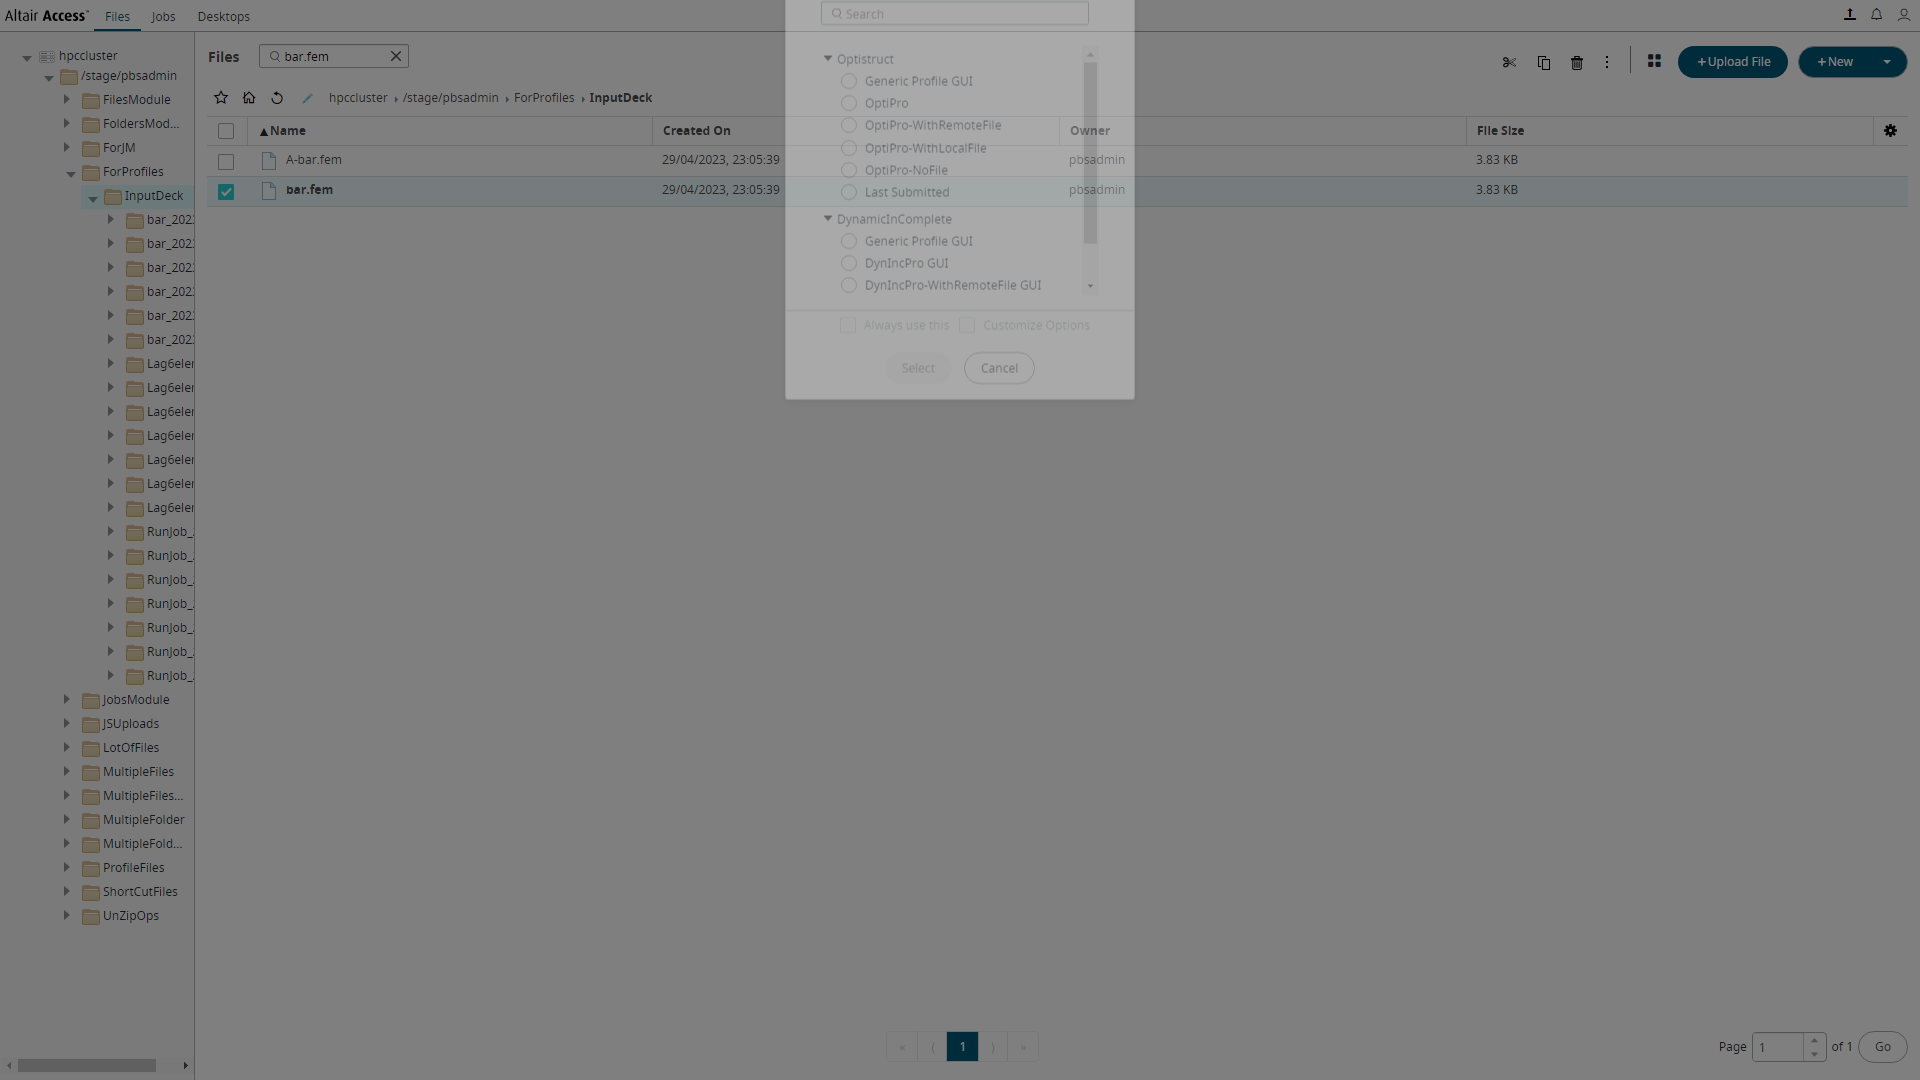 Altair Access™
Files
Jobs
Desktops
hpccluster
/stage/pbsadmin
FilesModule
FoldersMod...
ForJM
ForProfiles
InputDeck
bar_202
bar_202
bar_202
bar_202
bar_202
bar_202
Lag6eler
Lag6eler
Lag6eler
Lag6eler
Lag6eler
Lag6eler
Lag6eler
RunJob_
RunJob_
RunJob_
RunJob_
RunJob_
RunJob_
RunJob_
JobsModule
JSUploads
LotOfFiles
MultipleFiles
MultipleFiles...
MultipleFolder
MultipleFold...
ProfileFiles
ShortCutFiles
UnZipOps
Files
bar.fem
+Upload File
+New
hpccluster › /stage/pbsadmin › ForProfiles › InputDeck
Name Created On Owner File Size
A-bar.fem 29/04/2023, 23:05:39 pbsadmin 3.83 KB
bar.fem 29/04/2023, 23:05:39 pbsadmin 3.83 KB
Search
Optistruct
Generic Profile GUI
OptiPro
OptiPro-WithRemoteFile
OptiPro-WithLocalFile
OptiPro-NoFile
Last Submitted
DynamicInComplete
Generic Profile GUI
DynIncPro GUI
DynIncPro-WithRemoteFile GUI
Always use this Customize Options
Select Cancel
« ⟨ 1 ⟩ »
Page 1 of 1 Go